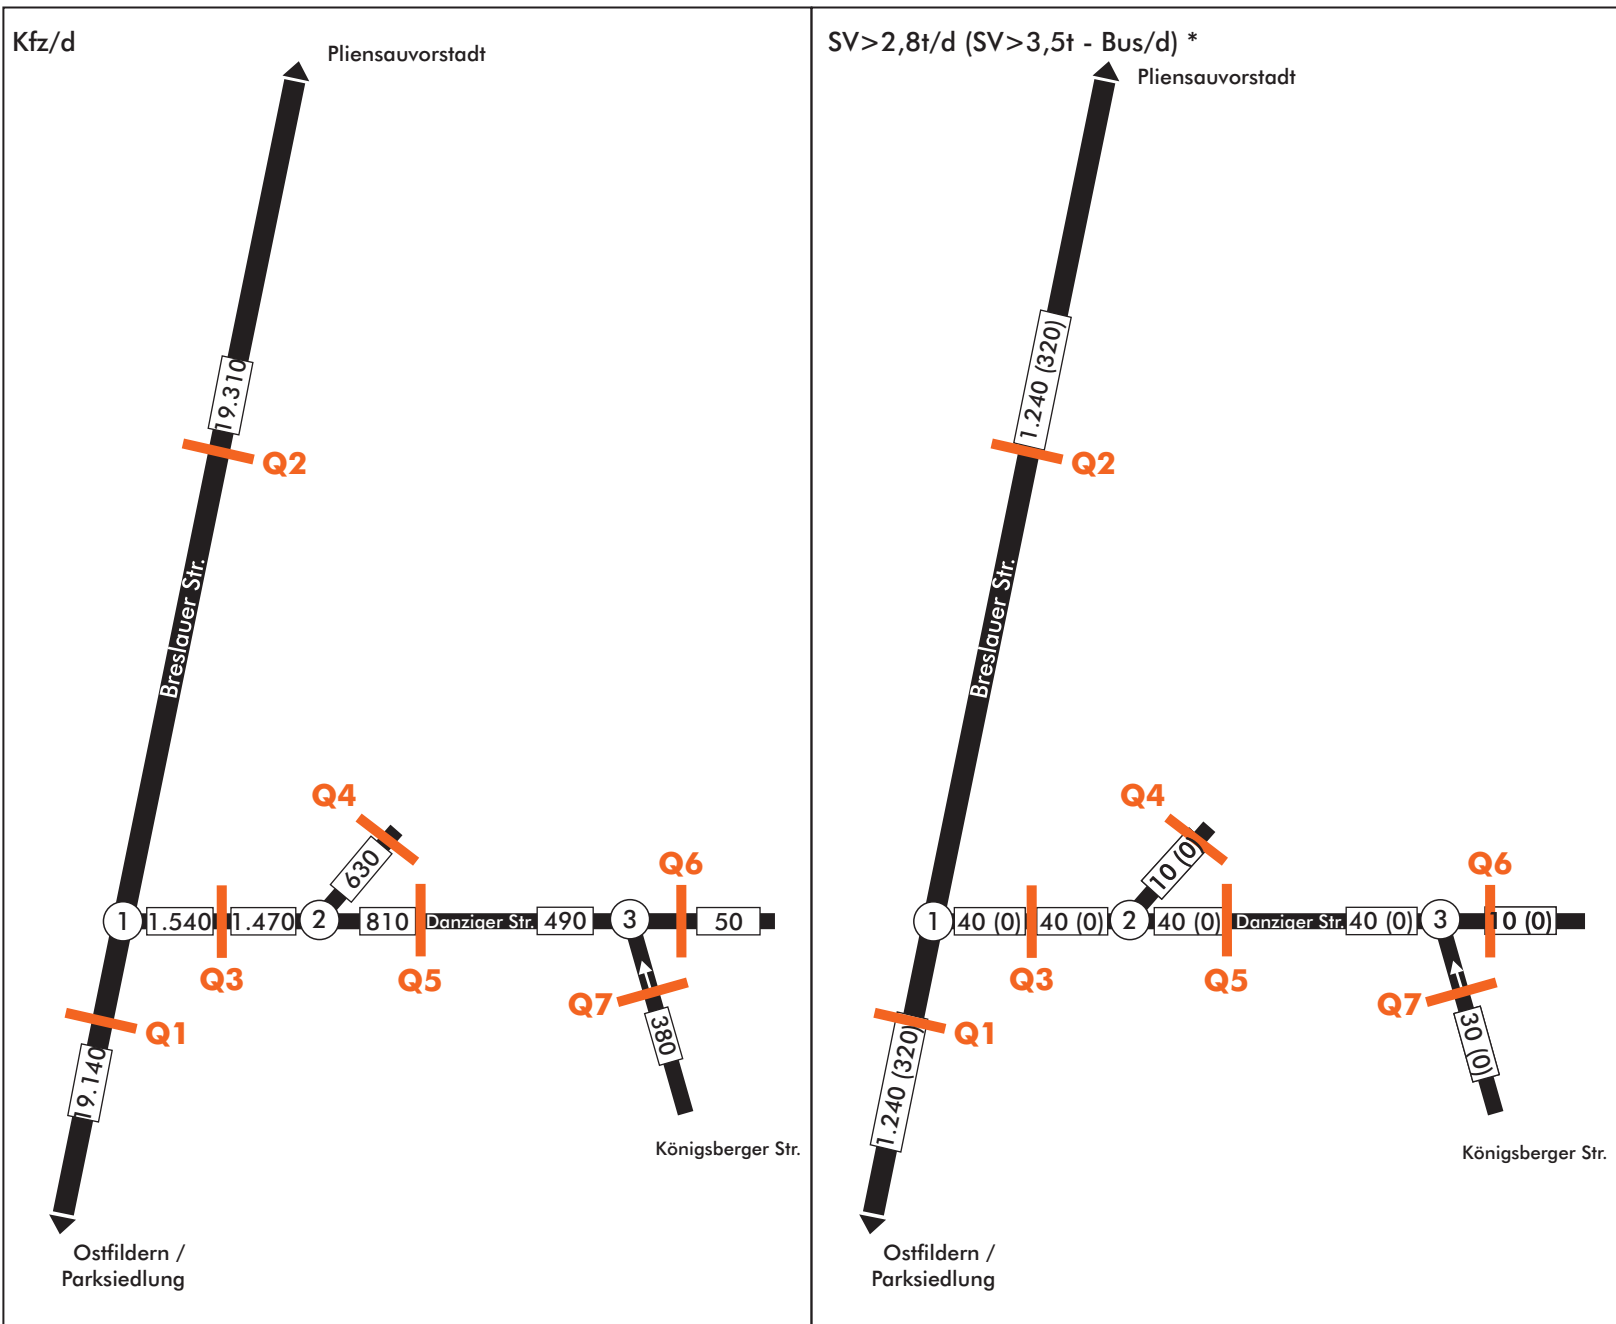 Kfz/d
Pliensauvorstadt
19.310
Q2
Breslauer Str.
Q4
630
Q6
1
1.540
1.470
2
810
Danziger Str.
490
3
50
Q3
Q5
Q7
Q1
380
19.140
Königsberger Str.
Ostfildern /
Parksiedlung
SV>2,8t/d (SV>3,5t - Bus/d) *
Pliensauvorstadt
1.240 (320)
Q2
Breslauer Str.
Q4
10 (0)
Q6
1
40 (0)
40 (0)
2
40 (0)
Danziger Str.
40 (0)
3
10 (0)
Q3
Q5
Q7
Q1
30 (0)
1.240 (320)
Königsberger Str.
Ostfildern /
Parksiedlung